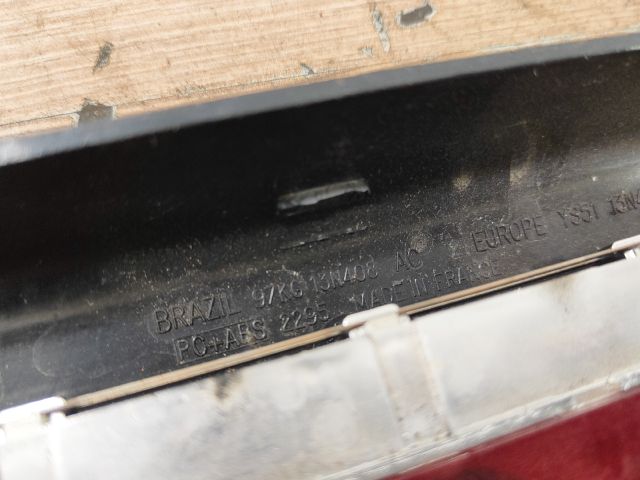 BRAZIL 97KG 13N408 AC EUROPE YS51 13N4
PC+ABS 2295 MADE IN FRANCE